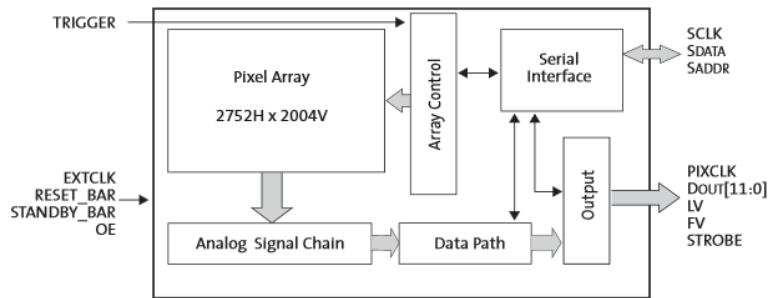 TRIGGER
Pixel Array
2752H x 2004V
Array Control
Serial
Interface
SCLK
SDATA
SADDR
EXTCLK
RESET_BAR
STANDBY_BAR
OE
Analog Signal Chain
Data Path
Output
PIXCLK
DOUT[11:0]
LV
FV
STROBE